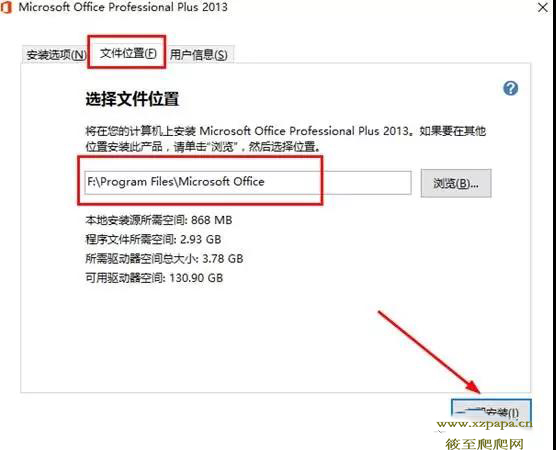 Microsoft Office Professional Plus 2013
安装选项(N) 文件位置(F) 用户信息(S)
选择文件位置
将在您的计算机上安装 Microsoft Office Professional Plus 2013。如果要在其他
位置安装此产品，请单击“浏览”，然后选择位置。
F:\Program Files\Microsoft Office
浏览(B)...
本地安装源所需空间: 868 MB
程序文件所需空间: 2.93 GB
所需驱动器空间总大小: 3.78 GB
可用驱动器空间: 130.90 GB
安装(I)
www.xzpapa.cn
筱至爬爬网